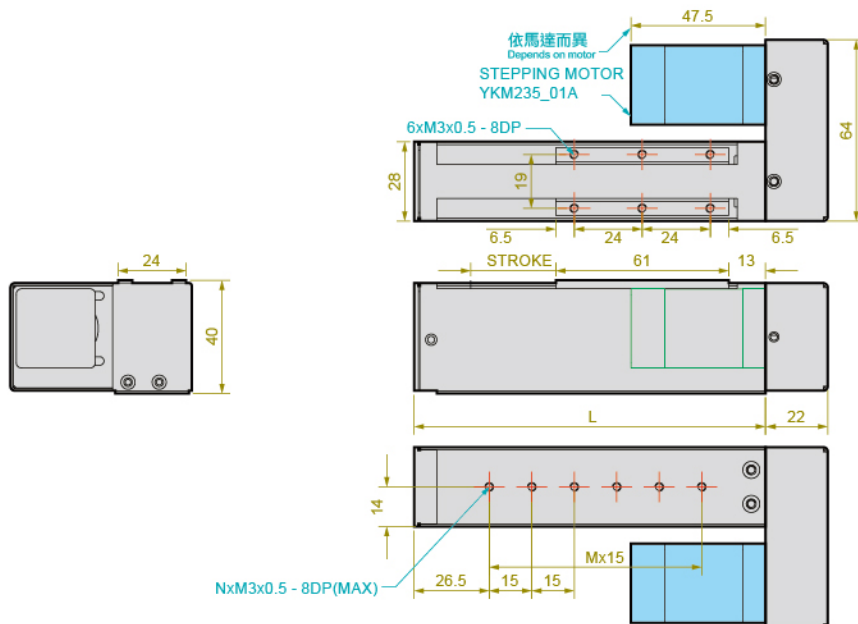 47.5
依馬達而異
Depends on motor
STEPPING MOTOR
YKM235_01A
6xM3x0.5 - 8DP
64
28
19
6.5
24
24
6.5
24
STROKE
61
13
40
L
22
14
Mx15
NxM3x0.5 - 8DP(MAX)
26.5
15
15